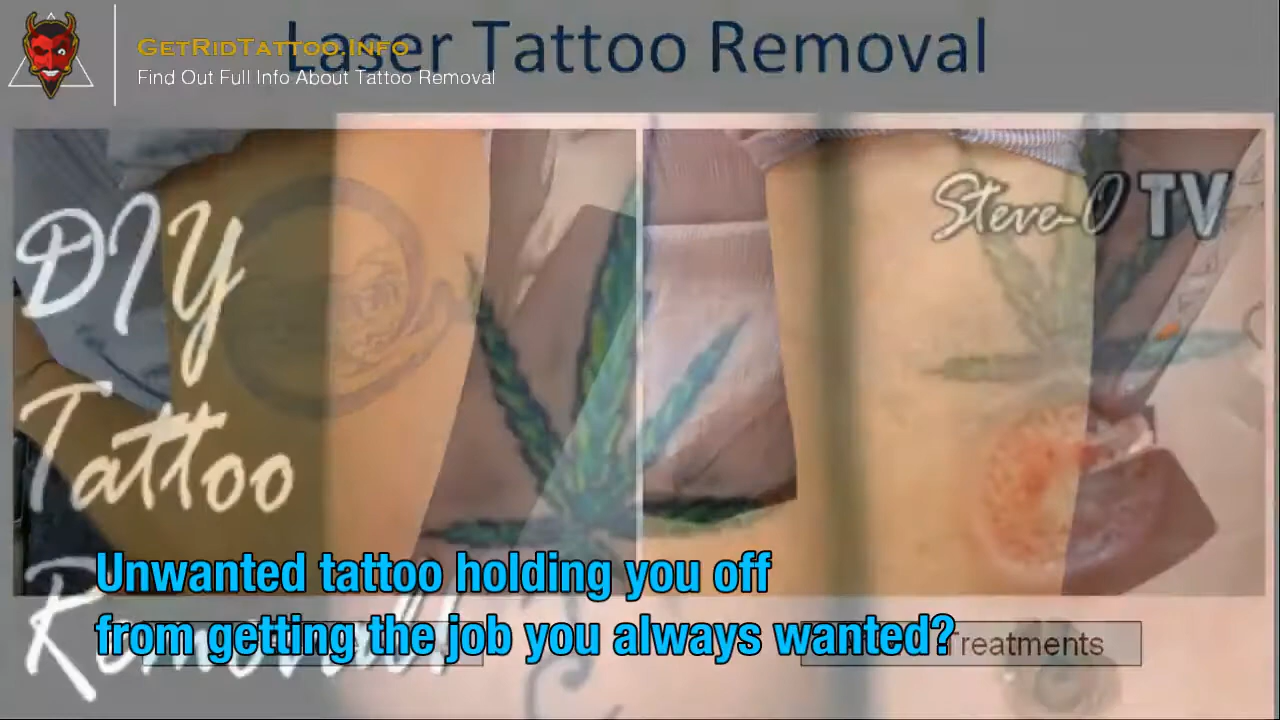 GetRidTattoo.Info
Laser Tattoo Removal
Find Out Full Info About Tattoo Removal
DIY
Steve-O TV
Tattoo
Removal
Unwanted tattoo holding you off
from getting the job you always wanted?
Treatments